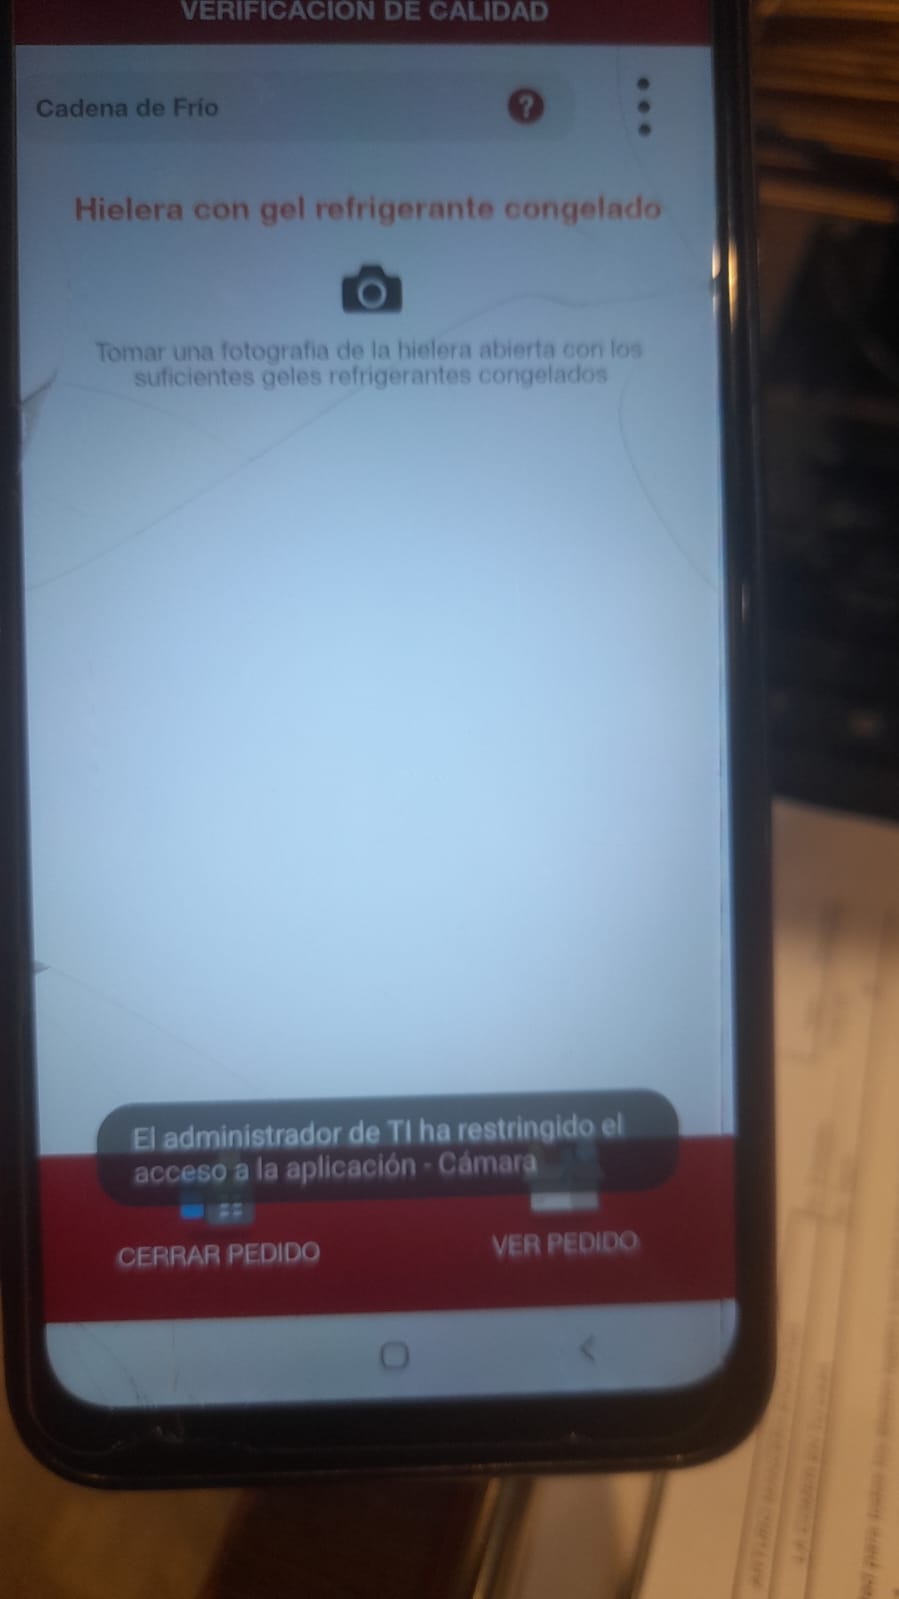 VERIFICACIÓN DE CALIDAD
Cadena de Frío
?
Hielera con gel refrigerante congelado
Tomar una fotografia de la hielera abierta con los
suficientes geles refrigerantes congelados
El administrador de TI ha restringido el
acceso a la aplicación - Cámara
CERRAR PEDIDO
VER PEDIDO